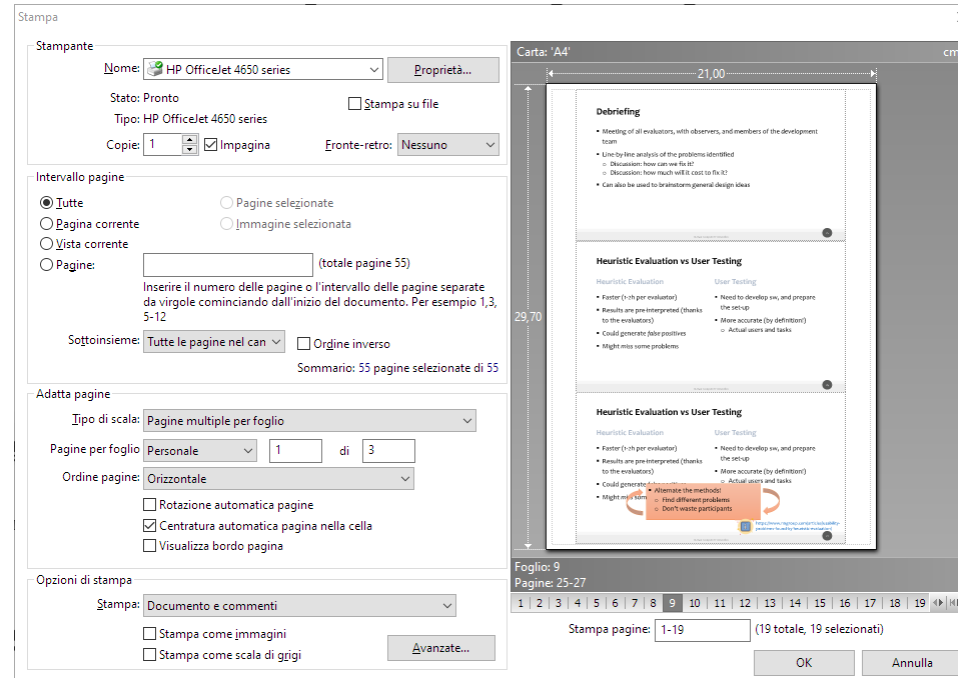 Stampa
Stampante
Nome: HP OfficeJet 4650 series Proprietà...
Stato: Pronto
Stampa su file
Tipo: HP OfficeJet 4650 series
Copie: 1 Impagina Fronte-retro: Nessuno
Intervallo pagine
Tutte Pagine selezionate
Pagina corrente Immagine selezionata
Vista corrente
Pagine: (totale pagine 55)
Inserire il numero delle pagine o l'intervallo delle pagine separate
da virgole cominciando dall'inizio del documento. Per esempio 1,3,
5-12
Sottoinsieme: Tutte le pagine nel can Ordine inverso
Sommario: 55 pagine selezionate di 55
Adatta pagine
Tipo di scala: Pagine multiple per foglio
Pagine per foglio Personale 1 di 3
Ordine pagine: Orizzontale
Rotazione automatica pagine
Centratura automatica pagina nella cella
Visualizza bordo pagina
Opzioni di stampa
Stampa: Documento e commenti
Stampa come immagini
Stampa come scala di grigi
Avanzate...
Carta: 'A4' cm
21,00
29,70
Debriefing
▪ Meeting of all evaluators, with observers, and members of the development
team
▪ Line-by-line analysis of the problems identified
o Discussion: how can we fix it?
o Discussion: how much will it cost to fix it?
▪ Can also be used to brainstorm general design ideas
Heuristic Evaluation vs User Testing
Heuristic Evaluation
▪ Faster (1-2h per evaluator)
▪ Results are pre-interpreted (thanks
to the evaluators)
▪ Could generate false positives
▪ Might miss some problems
User Testing
▪ Need to develop sw, and prepare
the set-up
▪ More accurate (by definition!)
o Actual users and tasks
Heuristic Evaluation vs User Testing
Heuristic Evaluation
▪ Faster (1-2h per evaluator)
▪ Results are pre-interpreted (thanks
to the evaluators)
▪ Could generate
▪ Might miss som
User Testing
▪ Need to develop sw, and prepare
the set-up
▪ More accurate (by definition!)
o Actual users and tasks
▪ Alternate the methods!
o Find different problems
o Don't waste participants
Foglio: 9
Pagine: 25-27
1 2 3 4 5 6 7 8 9 10 11 12 13 14 15 16 17 18 19
Stampa pagine: 1-19 (19 totale, 19 selezionati)
OK Annulla